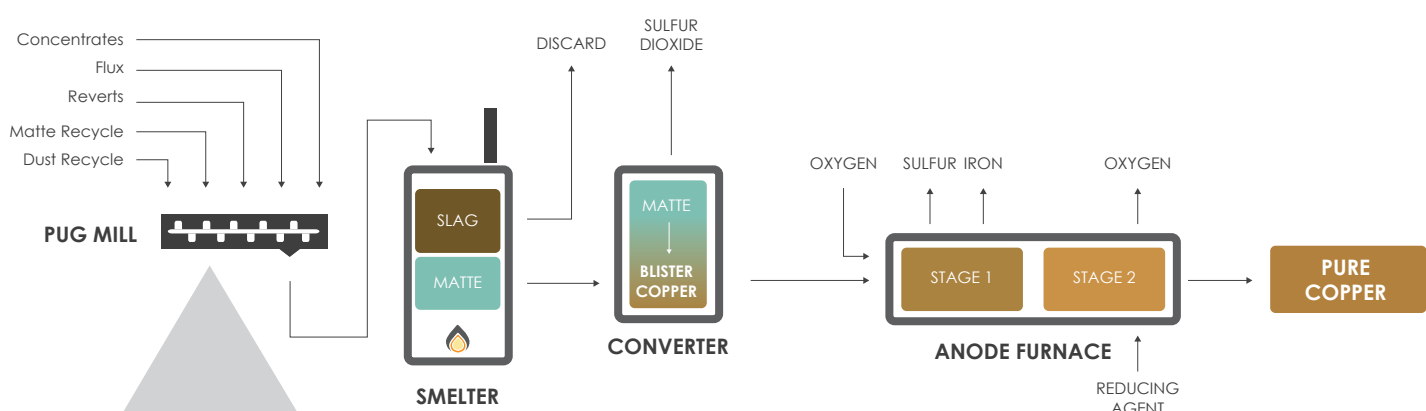 Concentrates
Flux
Reverts
Matte Recycle
Dust Recycle
PUG MILL
SLAG
MATTE
SMELTER
DISCARD
SULFUR
DIOXIDE
MATTE
BLISTER
COPPER
CONVERTER
OXYGEN
SULFUR
IRON
OXYGEN
STAGE 1
STAGE 2
ANODE FURNACE
REDUCING
AGENT
PURE
COPPER